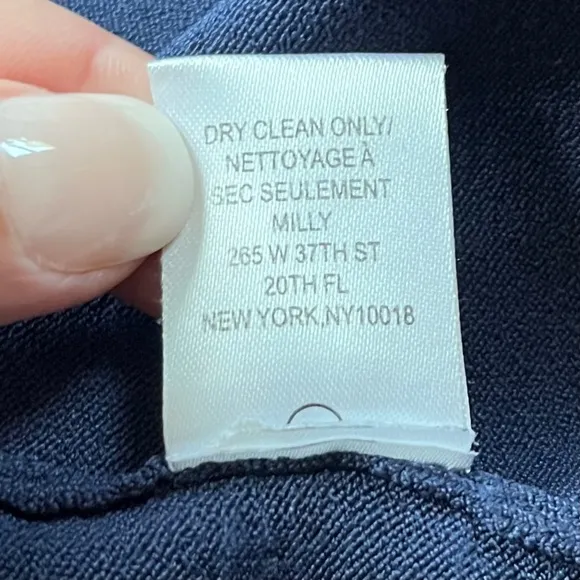 DRY CLEAN ONLY/
NETTOYAGE À
SEC SEULEMENT
MILLY
265 W 37TH ST
20TH FL
NEW YORK,NY10018